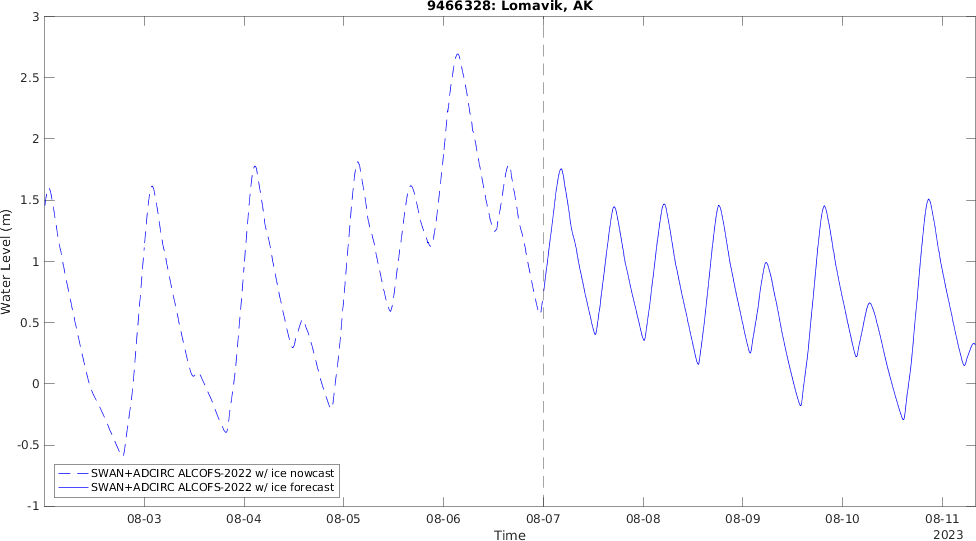 9466328: Lomavik, AK
3
2.5
2
1.5
1
0.5
0
-0.5
-1
Water Level (m)
SWAN+ADCIRC ALCOFS-2022 w/ ice nowcast
SWAN+ADCIRC ALCOFS-2022 w/ ice forecast
08-03 08-04 08-05 08-06 08-07 08-08 08-09 08-10 08-11
Time
2023